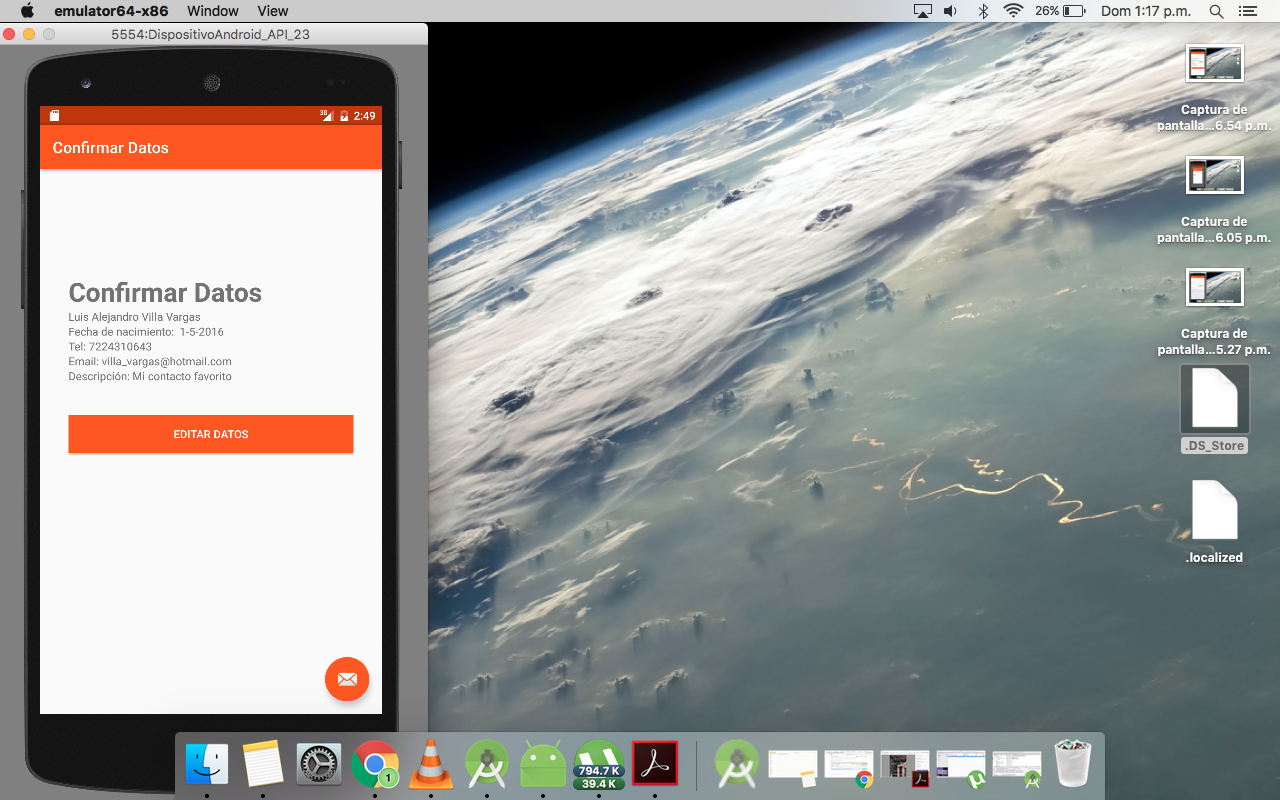 emulator64-x86 Window View
26% Dom 1:17 p.m.
5554:DispositivoAndroid_API_23
2:49
Confirmar Datos
Confirmar Datos
Luis Alejandro Villa Vargas
Fecha de nacimiento: 1-5-2016
Tel: 7224310643
Email: villa_vargas@hotmail.com
Descripción: Mi contacto favorito
EDITAR DATOS
Captura de
pantalla...6.54 p.m.
Captura de
pantalla...6.05 p.m.
Captura de
pantalla...5.27 p.m.
.DS_Store
.localized
1
794.7 K
39.4 K